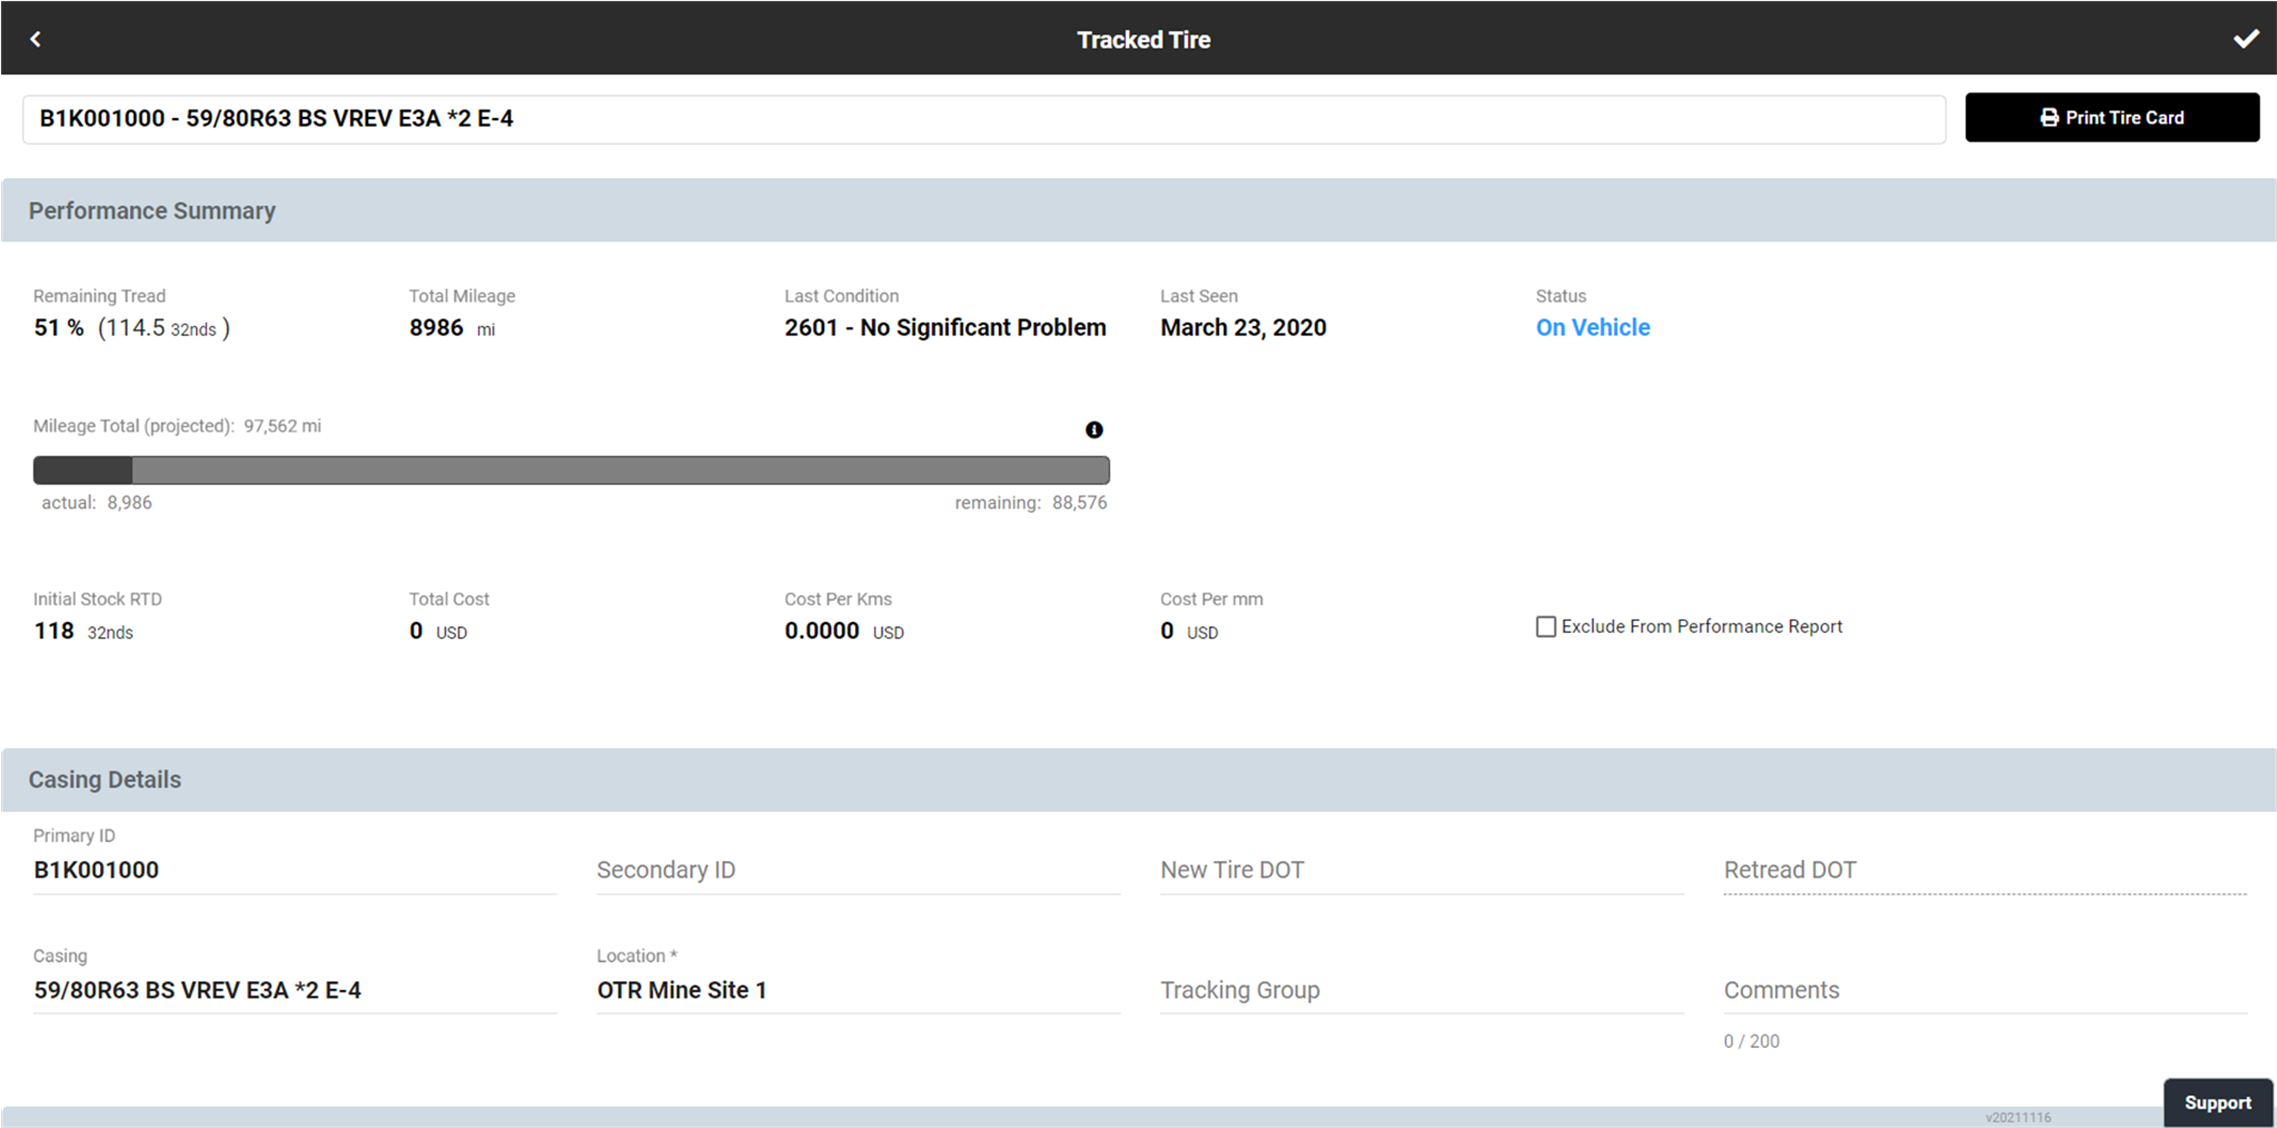 Tracked Tire
B1K001000 - 59/80R63 BS VREV E3A *2 E-4
Print Tire Card
Performance Summary
Remaining Tread Total Mileage Last Condition Last Seen Status
51 % (114.5 32nds ) 8986 mi 2601 - No Significant Problem March 23, 2020 On Vehicle
Mileage Total (projected): 97,562 mi
actual: 8,986 remaining: 88,576
Initial Stock RTD Total Cost Cost Per Kms Cost Per mm
118 32nds 0 USD 0.0000 USD 0 USD Exclude From Performance Report
Casing Details
Primary ID
B1K001000 Secondary ID New Tire DOT Retread DOT
Casing Location *
59/80R63 BS VREV E3A *2 E-4 OTR Mine Site 1 Tracking Group Comments
0 / 200
Support
v20211116